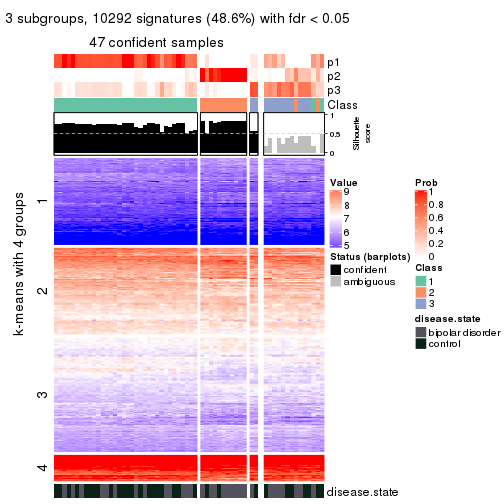 3 subgroups, 10292 signatures (48.6%) with fdr < 0.05
47 confident samples
p1
p2
p3
Class
1
0.5
0
Silhouette
score
k-means with 4 groups
1
2
3
4
disease.state
Value
9
8
7
6
5
Status (barplots)
confident
ambiguous
Prob
1
0.8
0.6
0.4
0.2
0
Class
1
2
3
disease.state
bipolar disorder
control